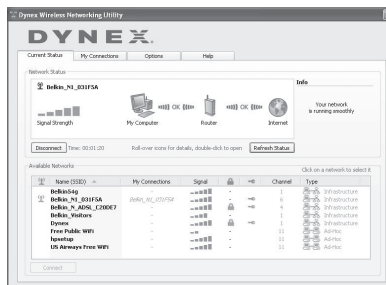 Dynex Wireless Networking Utility
DYNEX
Current Status My Connections Options Help
Network Status
Belkin_N1_031F5A
Info
Your network is running smoothly
OK OK
Signal Strength My Computer Router Internet
Disconnect Time: 00:01:20 Roll-over icons for details, double-click to open Refresh Status
Available Networks
Click on a network to select it
Name (SSID) My Connections Signal Channel Type
Belkin54g - - 1 Infrastructure
Belkin_N1_031F5A Belkin_N1_031F5A - 6 Infrastructure
Belkin_N_ADSL_C20DE7 - 4 Infrastructure
Belkin_Visitors - - 1 Infrastructure
Dynex - 1 Infrastructure
Free Public WiFi - - 11 Ad-Hoc
hpsetup - - 11 Ad-Hoc
US Airways Free WiFi - - 11 Ad-Hoc
Connect